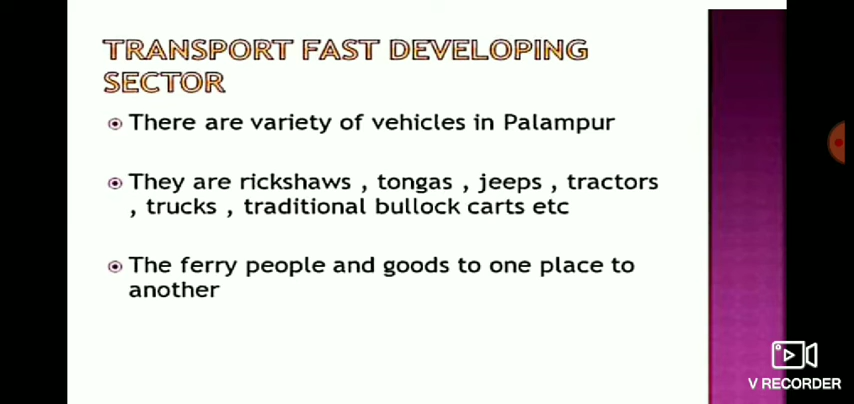 TRANSPORT FAST DEVELOPING
SECTOR
There are variety of vehicles in Palampur
They are rickshaws , tongas , jeeps , tractors
, trucks , traditional bullock carts etc
The ferry people and goods to one place to
another
V RECORDER